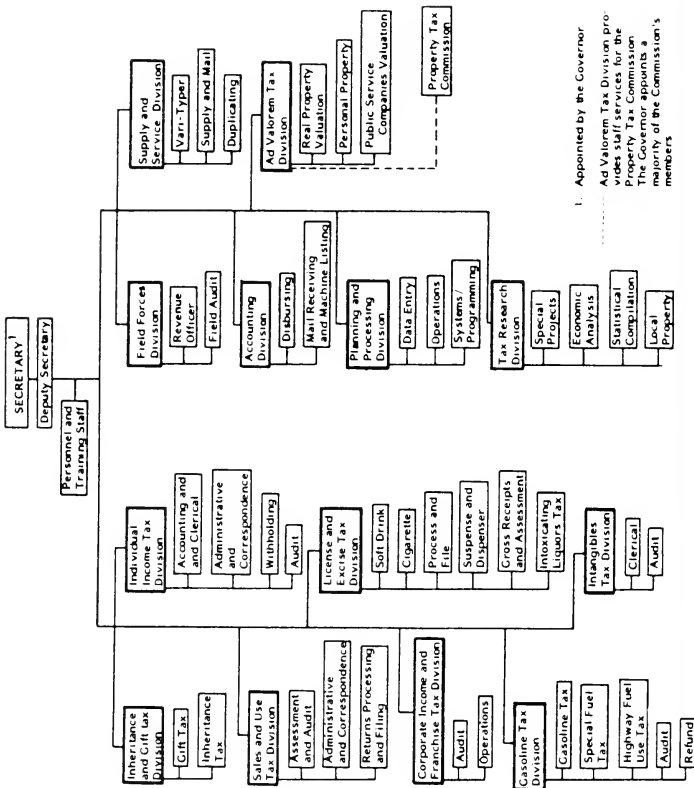 SECRETARY¹
Deputy Secretary
Personnel and
Training Staff
Inheritance
and Gift tax
Division
Gift Tax
Inheritance
Tax
Individual
Income Tax
Division
Accounting
and Clerical
Administrative
and
Correspondence
Withholding
Audit
Field Forces
Division
Revenue
Officer
Field Audit
Supply and
Service Division
Vari-Typer
Supply and Mail
Duplicating
Sales and Use
Tax Division
Assessment
and Audit
Administrative
and Correspondence
Returns Processing
and Filing
License and
Excise Tax
Division
Soft Drink
Cigarette
Process and
File
Suspense and
Dispenser
Gross Receipts
and Assessment
Intoxicating
Liquors Tax
Accounting
Division
Disbursing
Mail Receiving
and Machine Listing
Ad Valorem Tax
Division
Real Property
Valuation
Personal Property
Public Service
Companies Valuation
Property Tax
Commission
Corporate Income and
Franchise Tax Division
Audit
Operations
Planning and
Processing
Division
Data Entry
Operations
Systems/
Programming
Gasoline Tax
Division
Gasoline Tax
Special Fuel
Tax
Highway Fuel
Use Tax
Audit
Refund
Intangibles
Tax Division
Clerical
Audit
Tax Research
Division
Special
Projects
Economic
Analysis
Statistical
Compilation
Local
Property
1. Appointed by the Governor
Ad Valorem Tax Division pro-
vides staff services for the
Property Tax Commission
The Governor appoints a
majority of the Commission's
members